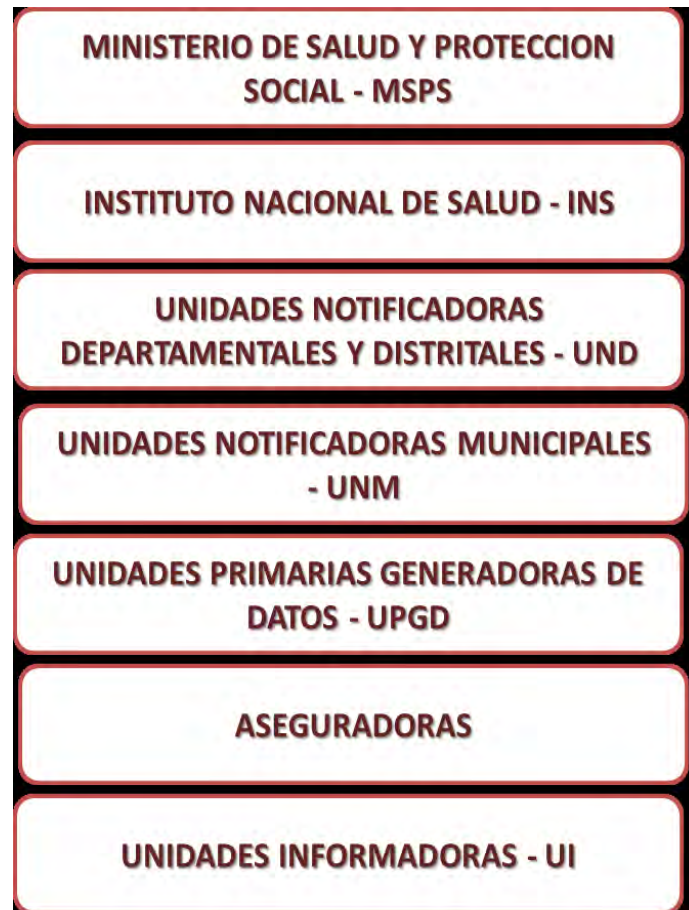 MINISTERIO DE SALUD Y PROTECCION
SOCIAL - MSPS
INSTITUTO NACIONAL DE SALUD - INS
UNIDADES NOTIFICADORAS
DEPARTAMENTALES Y DISTRITALES - UND
UNIDADES NOTIFICADORAS MUNICIPALES
- UNM
UNIDADES PRIMARIAS GENERADORAS DE
DATOS - UPGD
ASEGURADORAS
UNIDADES INFORMADORAS - UI